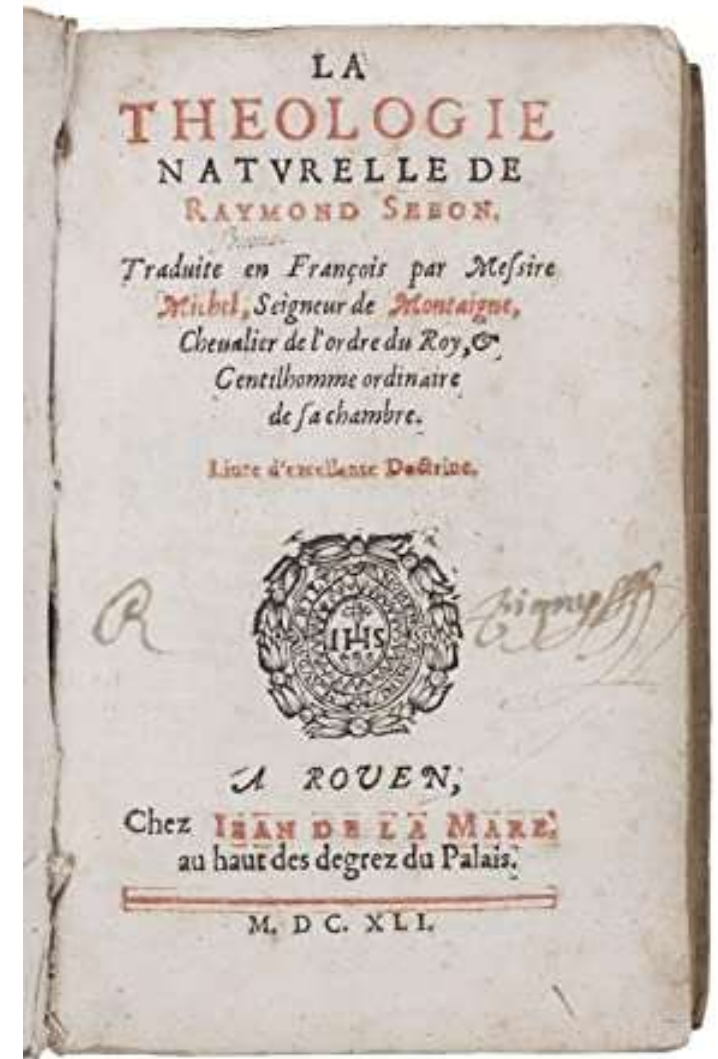 LA
THEOLOGIE
NATVRELLE DE
RAYMOND SEBON.
Traduite en François par Meſsire
Michel, Seigneur de Montaigne,
Cheualier de l'ordre du Roy, &
Gentilhomme ordinaire
de ſa chambre.
Liure d'excellente Doctrine.
R
IHS
A ROVEN,
Chez IEAN DE LA MARE,
au haut des degrez du Palais.
M. D C. XLI.